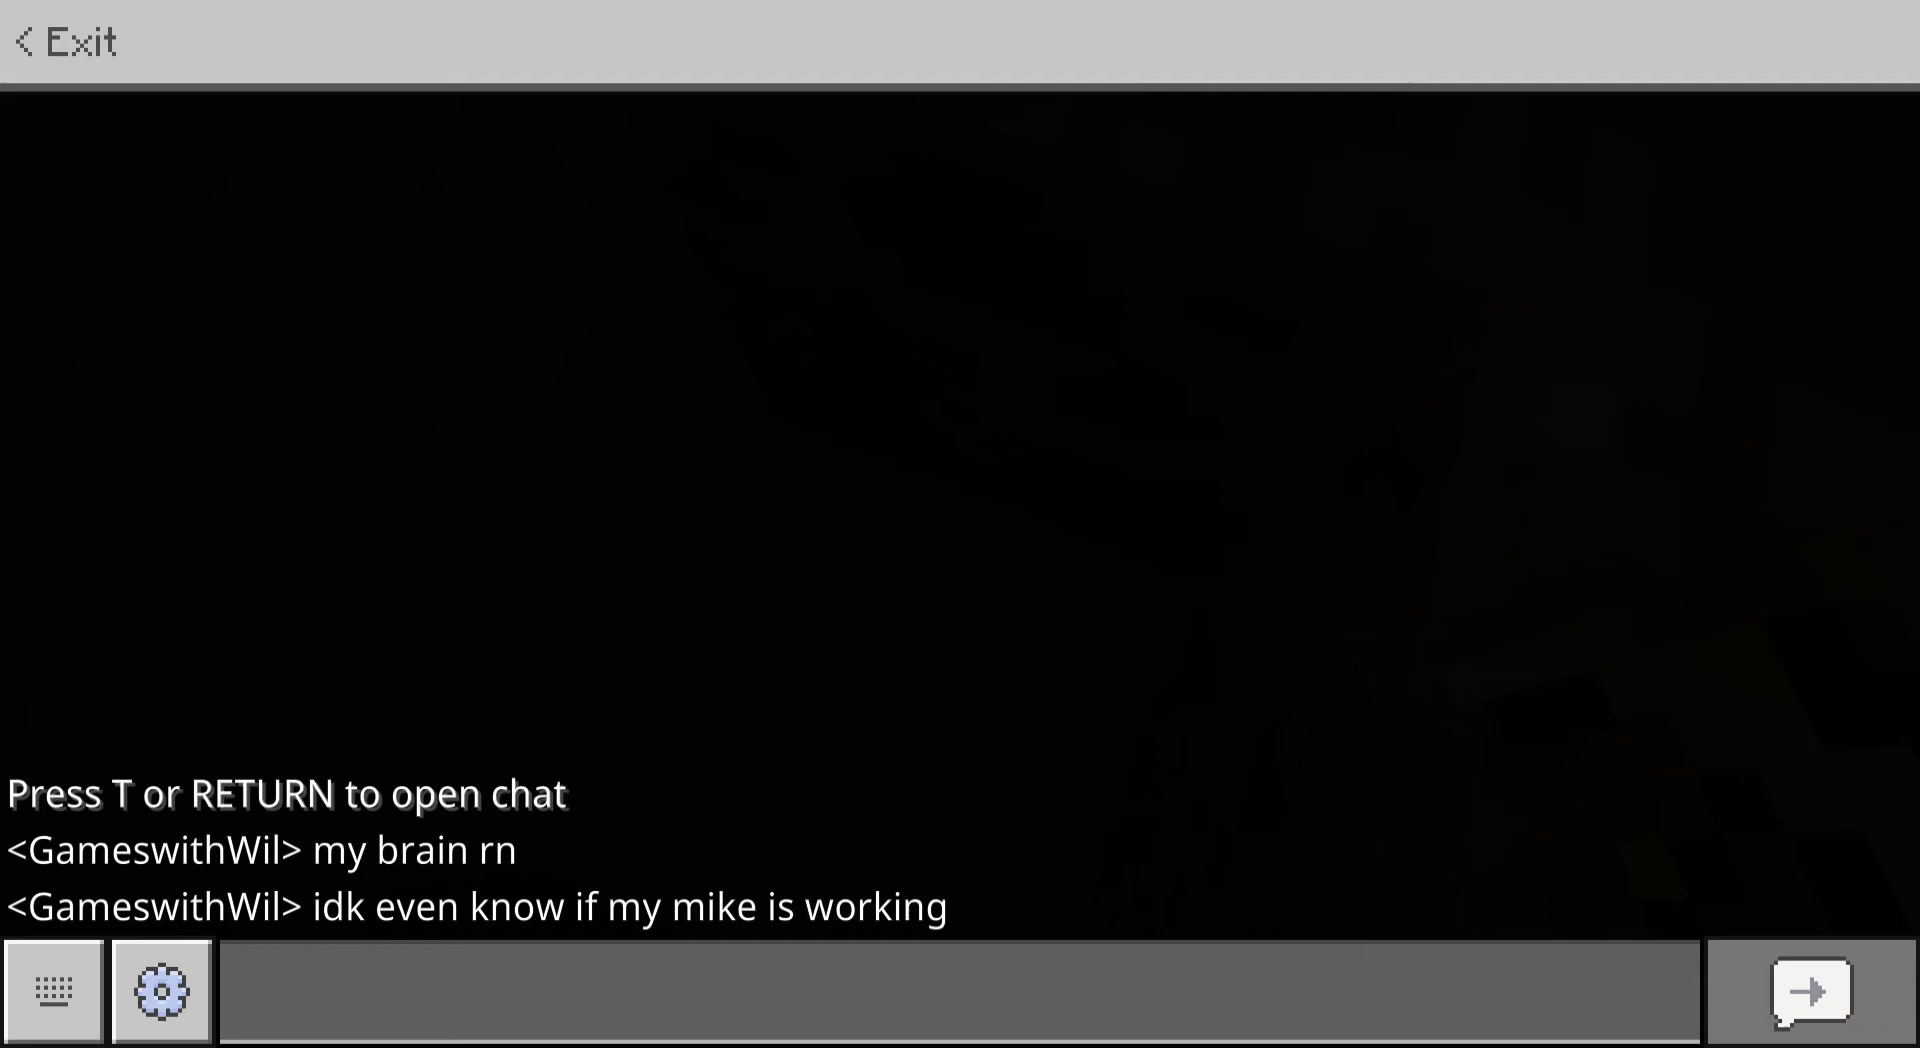 < Exit
Press T or RETURN to open chat
<GameswithWil> my brain rn
<GameswithWil> idk even know if my mike is working